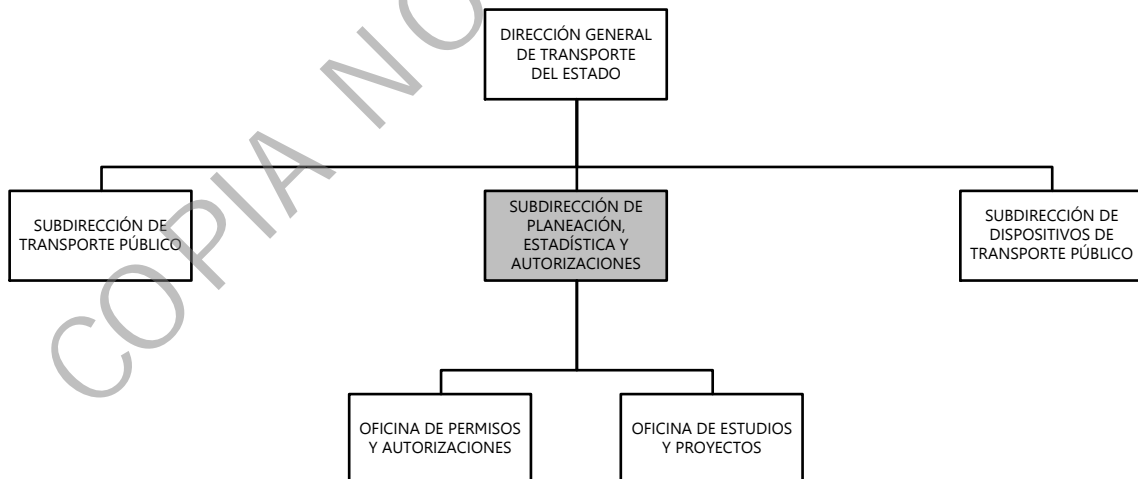 DIRECCIÓN GENERAL
DE TRANSPORTE
DEL ESTADO
SUBDIRECCIÓN DE
TRANSPORTE PÚBLICO
SUBDIRECCIÓN DE
PLANEACIÓN,
ESTADÍSTICA Y
AUTORIZACIONES
SUBDIRECCIÓN DE
DISPOSITIVOS DE
TRANSPORTE PÚBLICO
OFICINA DE PERMISOS
Y AUTORIZACIONES
OFICINA DE ESTUDIOS
Y PROYECTOS
COPIA NO